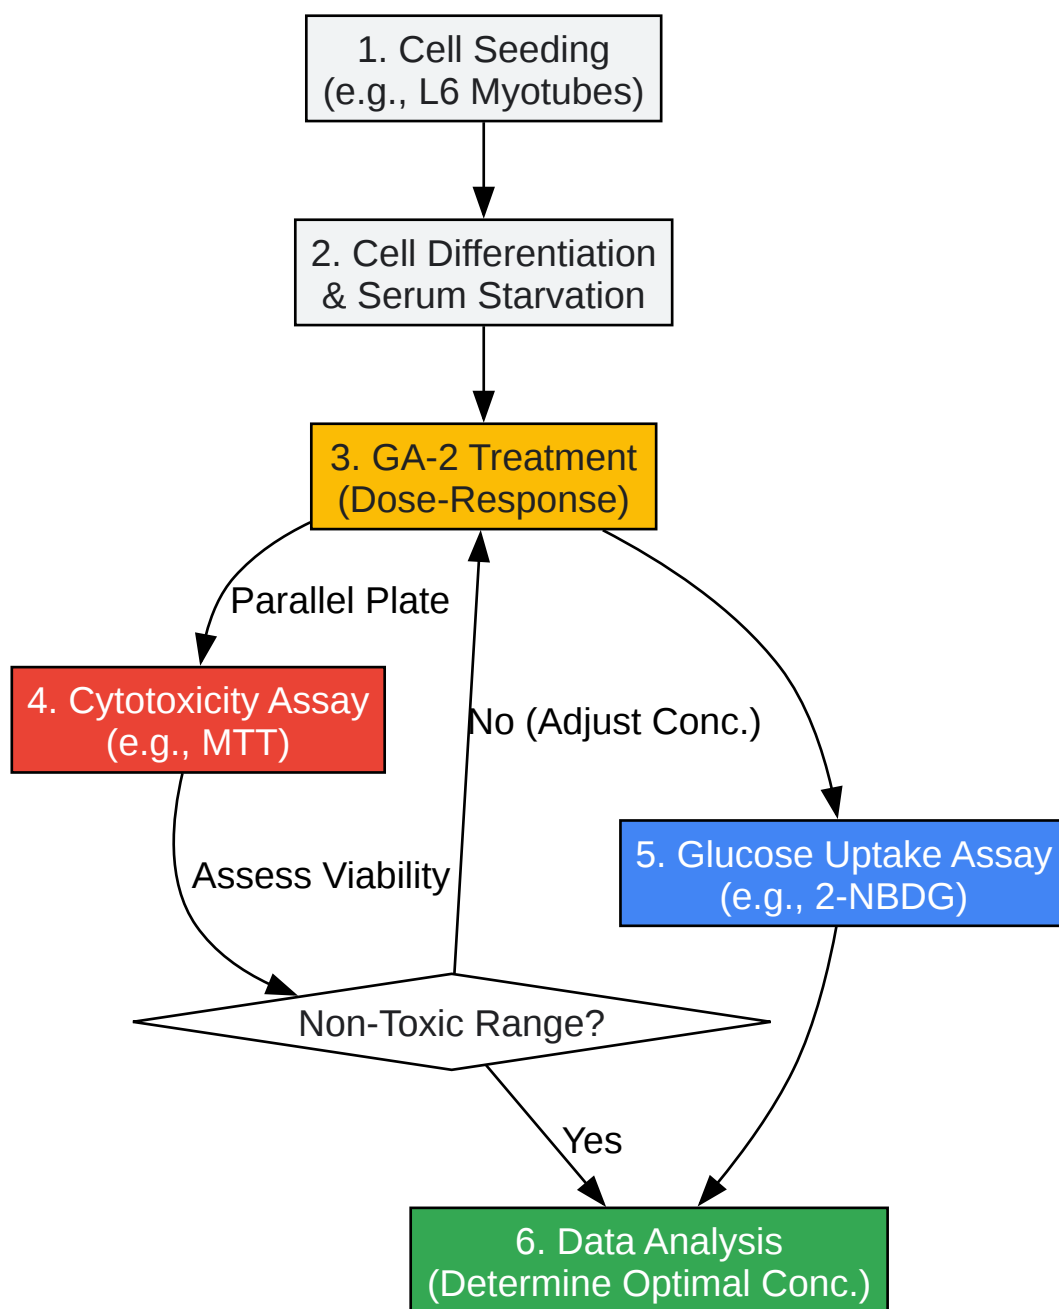 1. Cell Seeding
(e.g., L6 Myotubes)
2. Cell Differentiation
& Serum Starvation
3. GA-2 Treatment
(Dose-Response)
Parallel Plate
4. Cytotoxicity Assay
(e.g., MTT)
No (Adjust Conc.)
5. Glucose Uptake Assay
(e.g., 2-NBDG)
Assess Viability
Non-Toxic Range?
Yes
6. Data Analysis
(Determine Optimal Conc.)